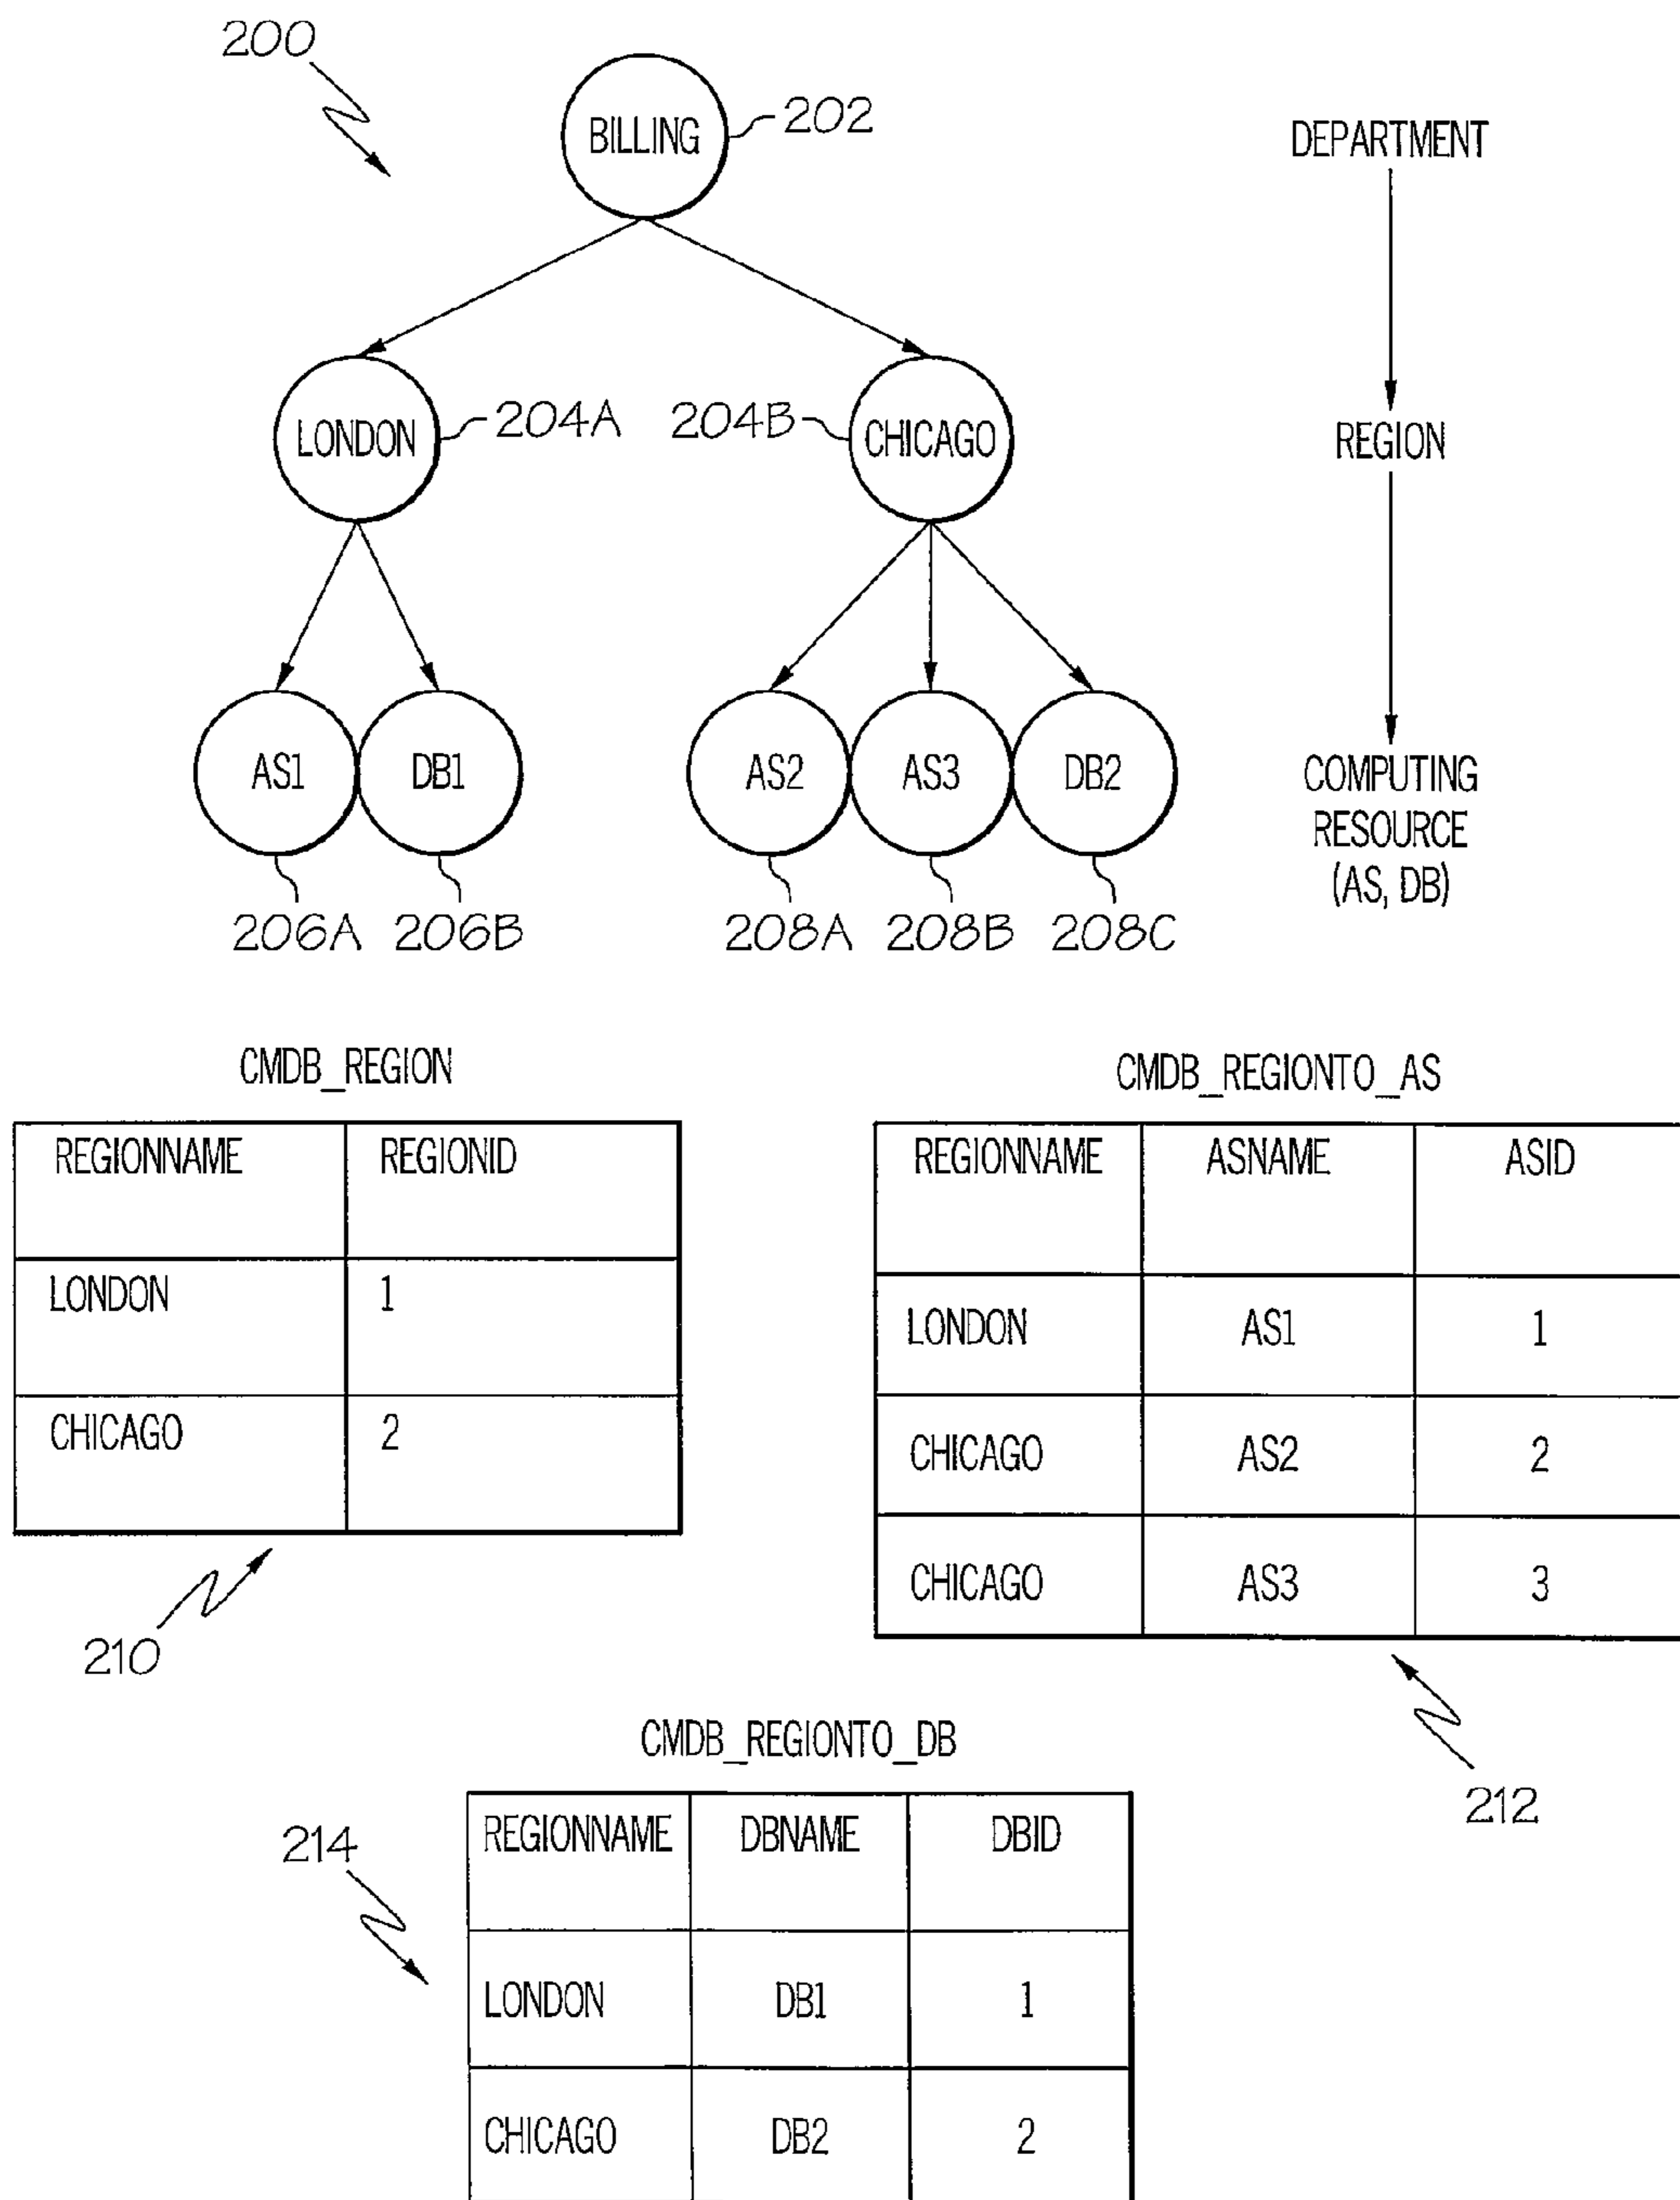 200
BILLING
202
DEPARTMENT
LONDON
204A
204B
CHICAGO
REGION
AS1
DB1
AS2
AS3
DB2
COMPUTING
RESOURCE
(AS, DB)
206A
206B
208A
208B
208C
CMDB_REGION
REGIONNAME REGIONID
LONDON 1
CHICAGO 2
210
CMDB_REGIONTO_AS
REGIONNAME ASNAME ASID
LONDON AS1 1
CHICAGO AS2 2
CHICAGO AS3 3
212
CMDB_REGIONTO_DB
214
REGIONNAME DBNAME DBID
LONDON DB1 1
CHICAGO DB2 2